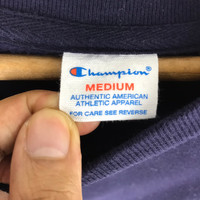 Champion
MEDIUM
AUTHENTIC AMERICAN
ATHLETIC APPAREL
FOR CARE SEE REVERSE